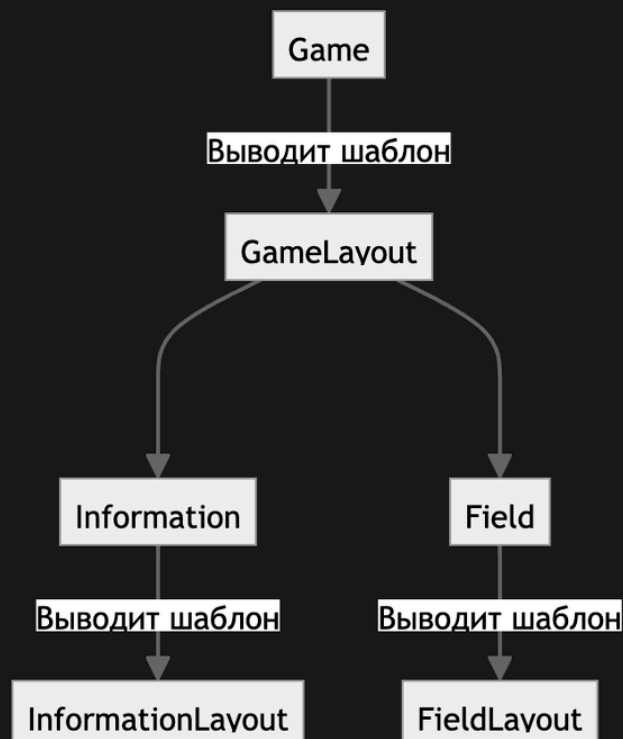 Game
Выводит шаблон
GameLayout
Information
Field
Выводит шаблон
Выводит шаблон
InformationLayout
FieldLayout